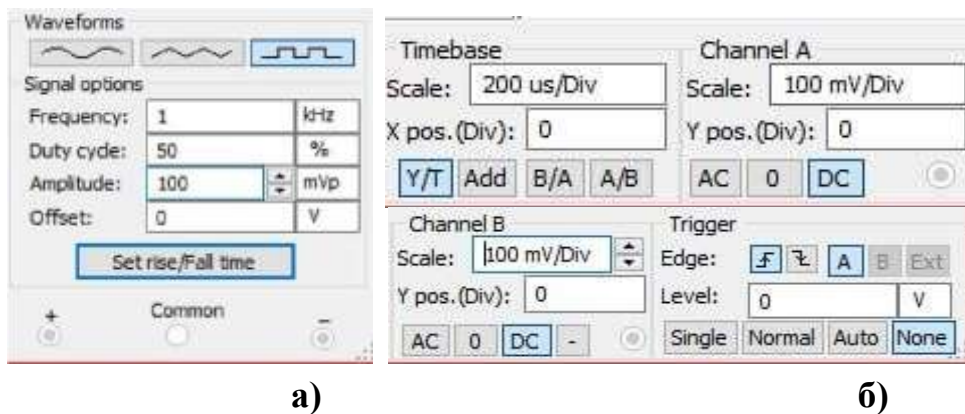 Waveforms
Signal options
Frequency: 1 kHz
Duty cycle: 50 %
Amplitude: 100 mVp
Offset: 0 V
Set rise/Fall time
+ Common -
Timebase
Scale: 200 us/Div
X pos.(Div): 0
Y/T Add B/A A/B
Channel A
Scale: 100 mV/Div
Y pos.(Div): 0
AC 0 DC
Channel B
Scale: 100 mV/Div
Y pos.(Div): 0
AC 0 DC -
Trigger
Edge: A B Ext
Level: 0 V
Single Normal Auto None
а) б)